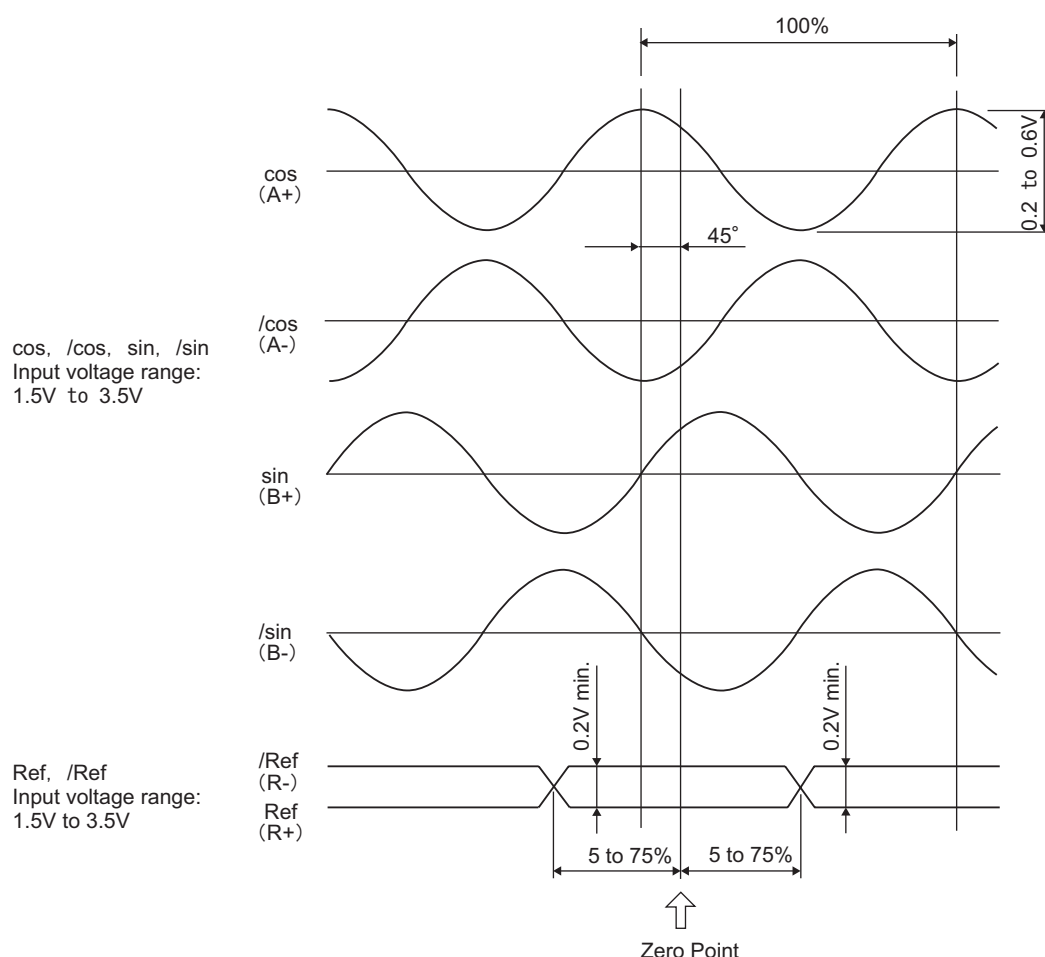 100%
0.2 to 0.6V
cos
（A+）
45°
/cos
（A-）
cos, /cos, sin, /sin
Input voltage range:
1.5V to 3.5V
sin
（B+）
/sin
（B-）
0.2V min.
0.2V min.
/Ref
（R-）
Ref
（R+）
Ref, /Ref
Input voltage range:
1.5V to 3.5V
5 to 75%
5 to 75%
Zero Point